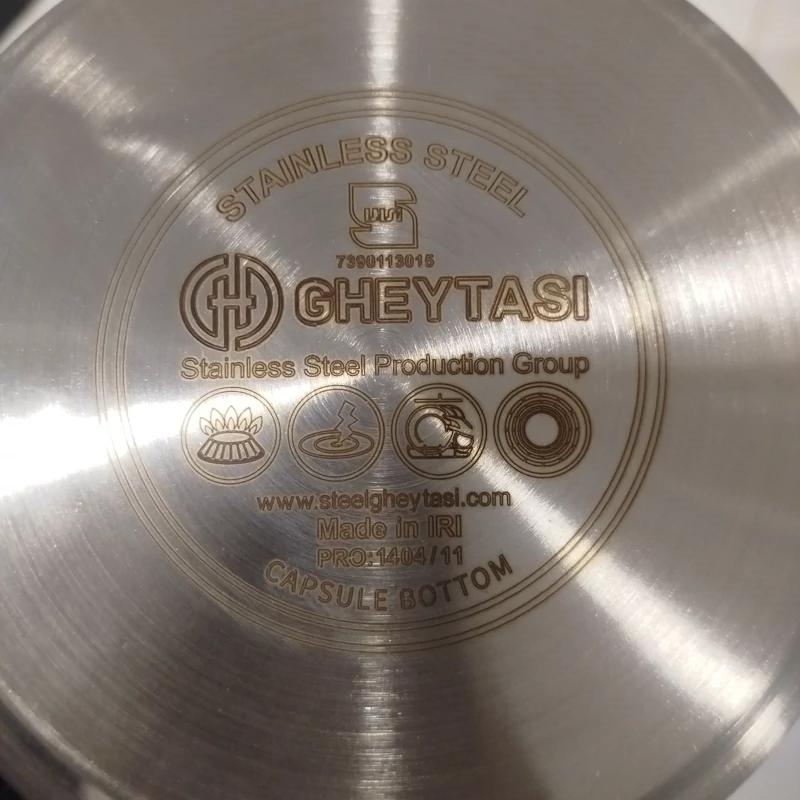 STAINLESS STEEL
7390113015
GHEYTASI
Stainless Steel Production Group
www.steelgheytasi.com
Made in IRI
PRO:1404/11
CAPSULE BOTTOM